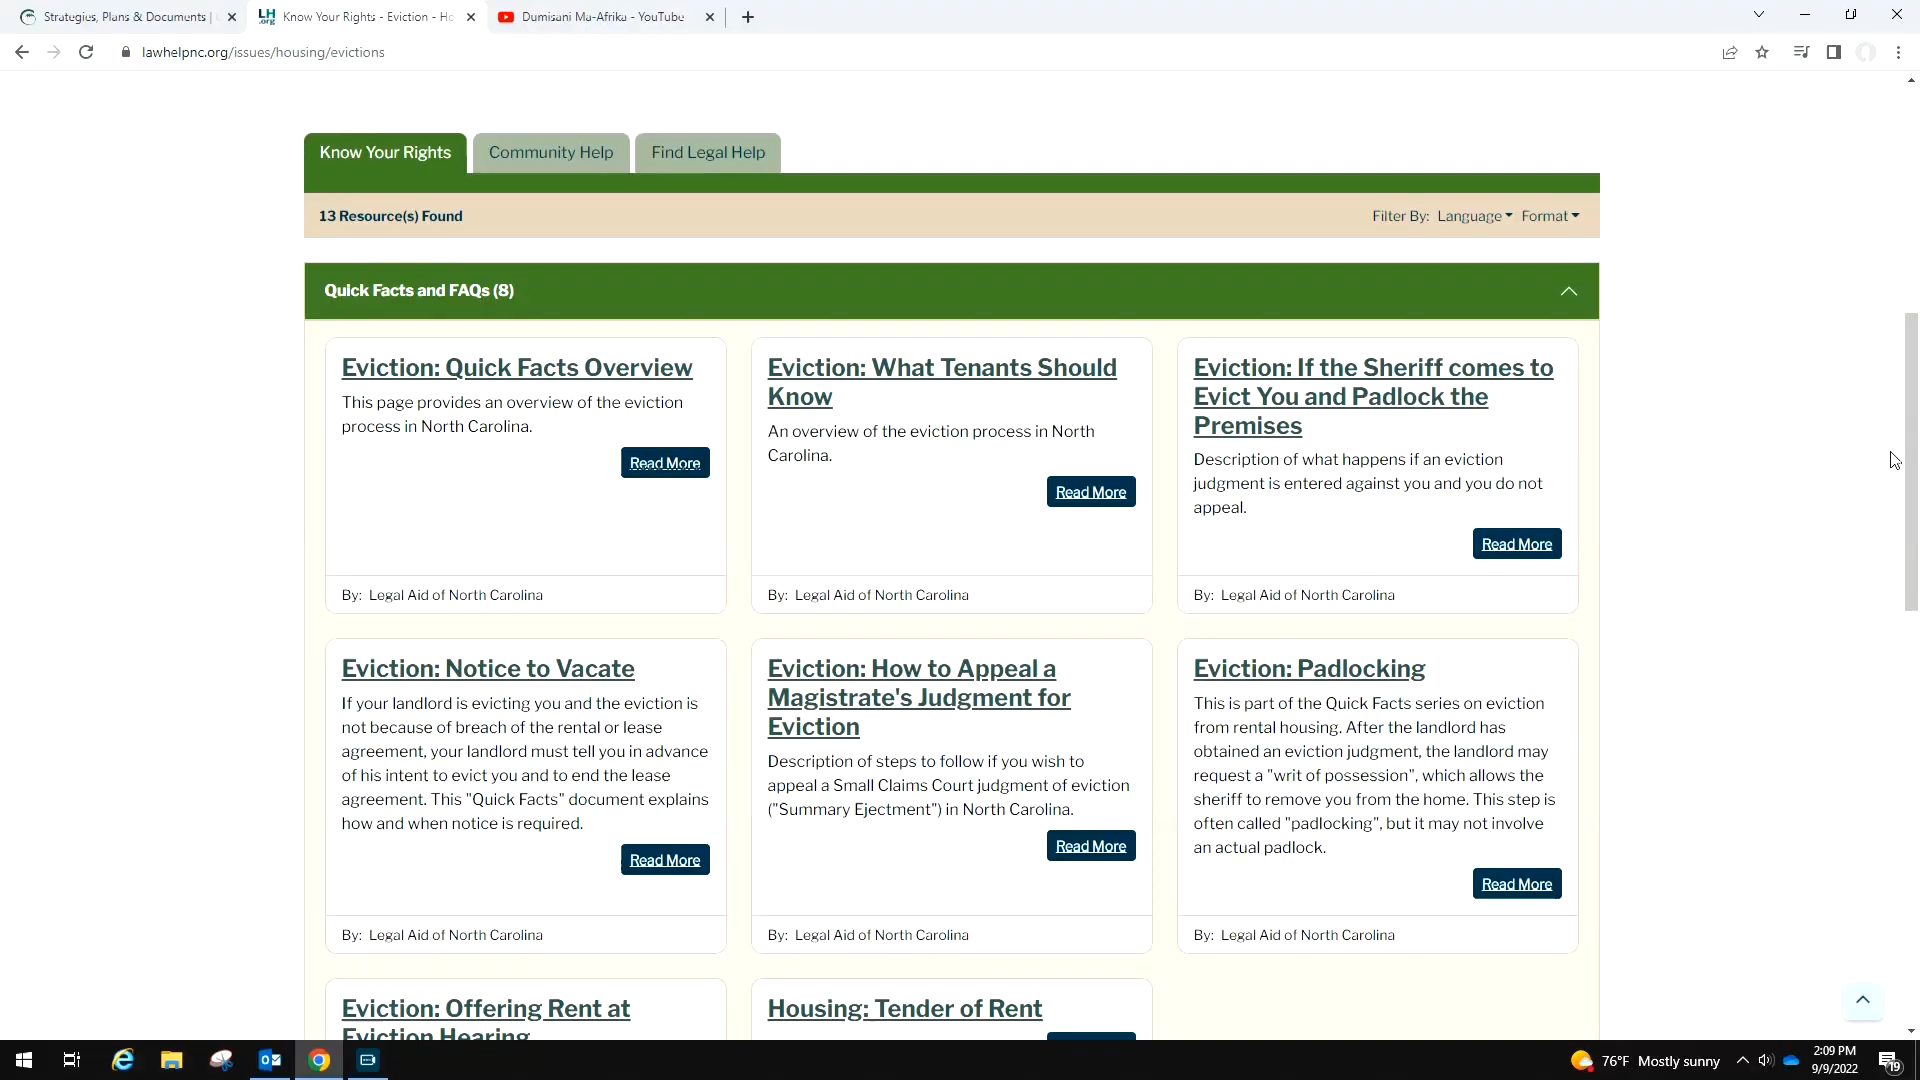 Strategies, Plans & Documents |
Know Your Rights - Eviction - Ho
Dumisani Ma-Afrika - YouTube
lawhelpnc.org/issues/housing/evictions
Know Your Rights
Community Help
Find Legal Help
13 Resource(s) Found
Filter By: Language Format
Quick Facts and FAQs (8)
Eviction: Quick Facts Overview
This page provides an overview of the eviction
process in North Carolina.
Read More
By: Legal Aid of North Carolina
Eviction: What Tenants Should
Know
An overview of the eviction process in North
Carolina.
Read More
By: Legal Aid of North Carolina
Eviction: If the Sheriff comes to
Evict You and Padlock the
Premises
Description of what happens if an eviction
judgment is entered against you and you do not
appeal.
Read More
By: Legal Aid of North Carolina
Eviction: Notice to Vacate
If your landlord is evicting you and the eviction is
not because of breach of the rental or lease
agreement, your landlord must tell you in advance
of his intent to evict you and to end the lease
agreement. This "Quick Facts" document explains
how and when notice is required.
Read More
By: Legal Aid of North Carolina
Eviction: How to Appeal a
Magistrate's Judgment for
Eviction
Description of steps to follow if you wish to
appeal a Small Claims Court judgment of eviction
("Summary Ejectment") in North Carolina.
Read More
By: Legal Aid of North Carolina
Eviction: Padlocking
This is part of the Quick Facts series on eviction
from rental housing. After the landlord has
obtained an eviction judgment, the landlord may
request a "writ of possession", which allows the
sheriff to remove you from the home. This step is
often called "padlocking", but it may not involve
an actual padlock.
Read More
By: Legal Aid of North Carolina
Eviction: Offering Rent at
Eviction Hearing
Housing: Tender of Rent
76°F Mostly sunny
2:09 PM
9/9/2022
19